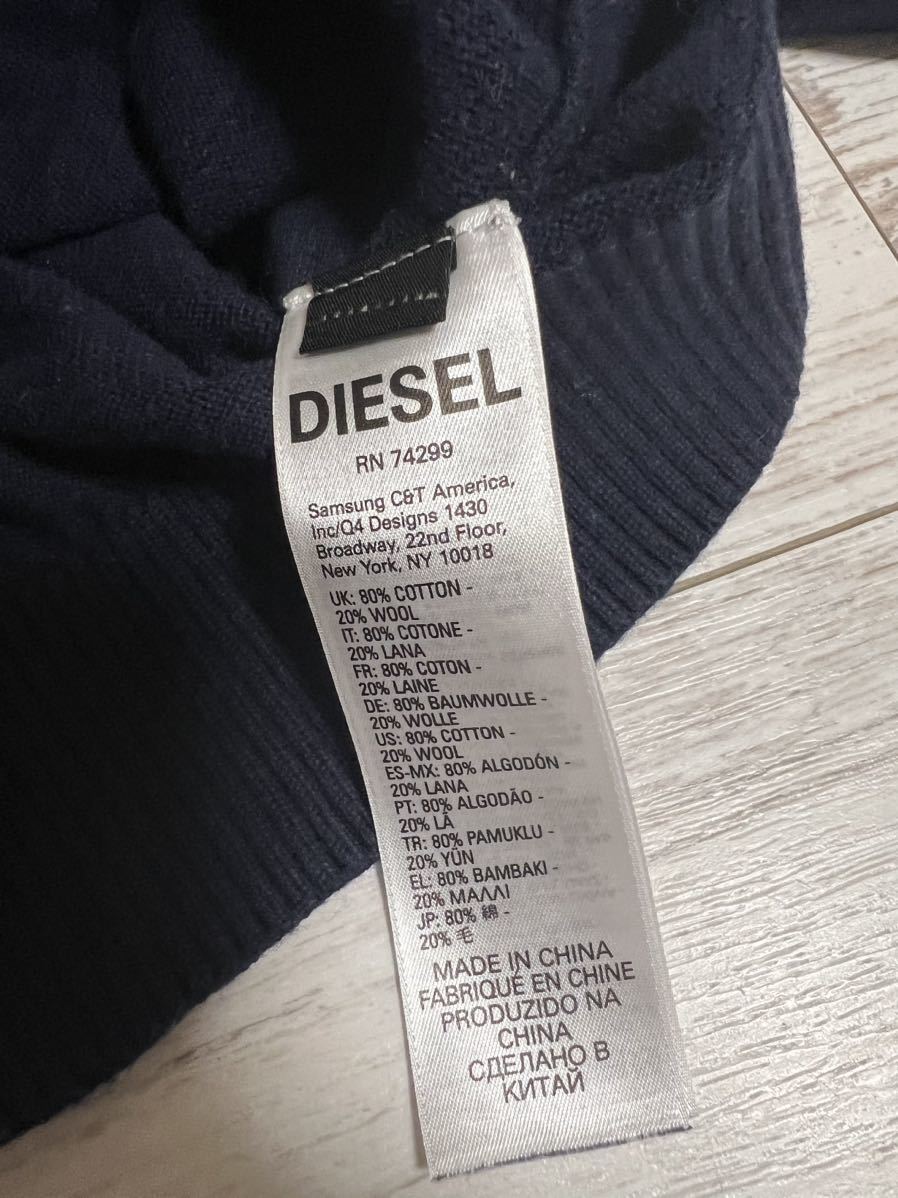 DIESEL
RN 74299
Samsung C&T America,
Inc/Q4 Designs 1430
Broadway, 22nd Floor,
New York, NY 10018
UK: 80% COTTON -
20% WOOL
IT: 80% COTONE -
20% LANA
FR: 80% COTON -
20% LAINE
DE: 80% BAUMWOLLE -
20% WOLLE
US: 80% COTTON -
20% WOOL
ES-MX: 80% ALGODÓN -
20% LANA
PT: 80% ALGODÃO -
20% LÃ
TR: 80% PAMUKLU -
20% YÜN
EL: 80% BAMBAKI -
20% ΜΑΛΛΙ
JP: 80% 綿 -
20% 毛
MADE IN CHINA
FABRIQUÉ EN CHINE
PRODUZIDO NA
CHINA
СДЕЛАНО В
КИТАЙ